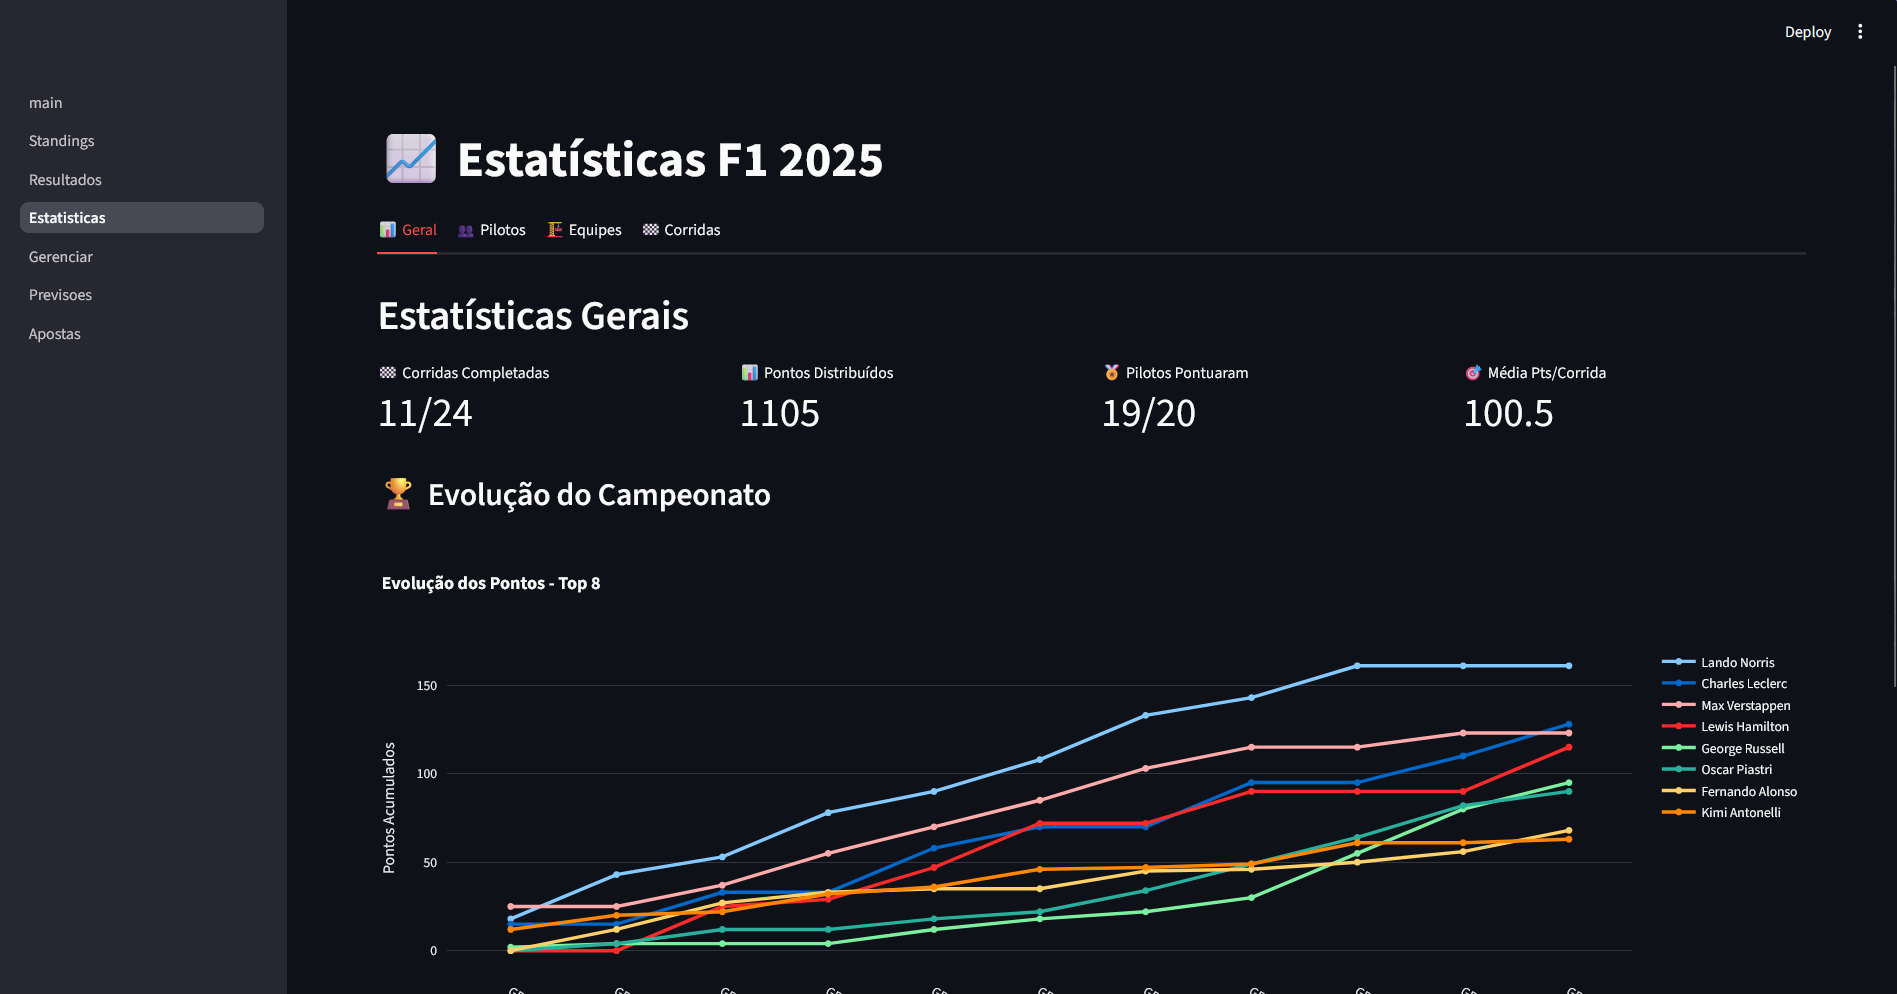 Deploy
main
Standings
Resultados
Estatisticas
Gerenciar
Previsoes
Apostas
Estatísticas F1 2025
Geral
Pilotos
Equipes
Corridas
Estatísticas Gerais
Corridas Completadas
11/24
Pontos Distribuídos
1105
Pilotos Pontuaram
19/20
Média Pts/Corrida
100.5
Evolução do Campeonato
Evolução dos Pontos - Top 8
Pontos Acumulados
150
100
50
0
Lando Norris
Charles Leclerc
Max Verstappen
Lewis Hamilton
George Russell
Oscar Piastri
Fernando Alonso
Kimi Antonelli